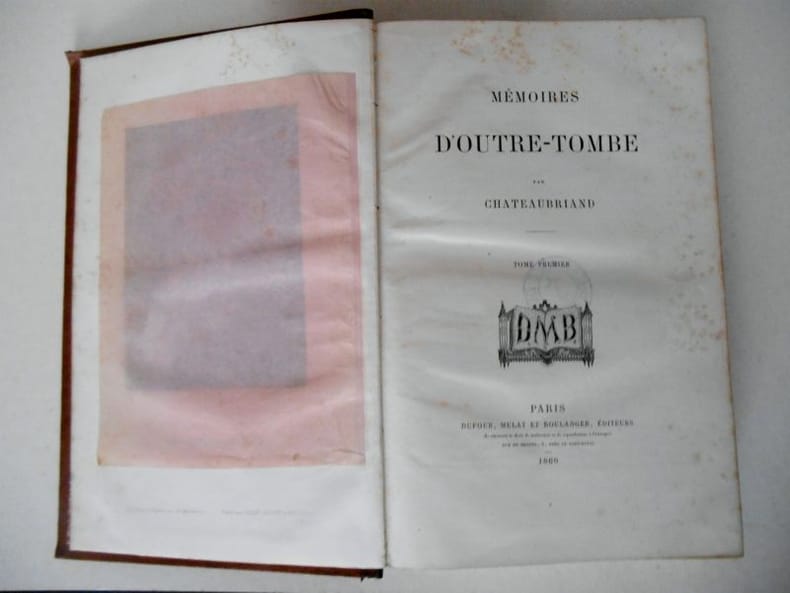 MÉMOIRES
D'OUTRE-TOMBE
PAR
CHATEAUBRIAND
TOME PREMIER
DMB
PARIS
DUFOUR, MULAT ET BOULANGER, ÉDITEURS
1860